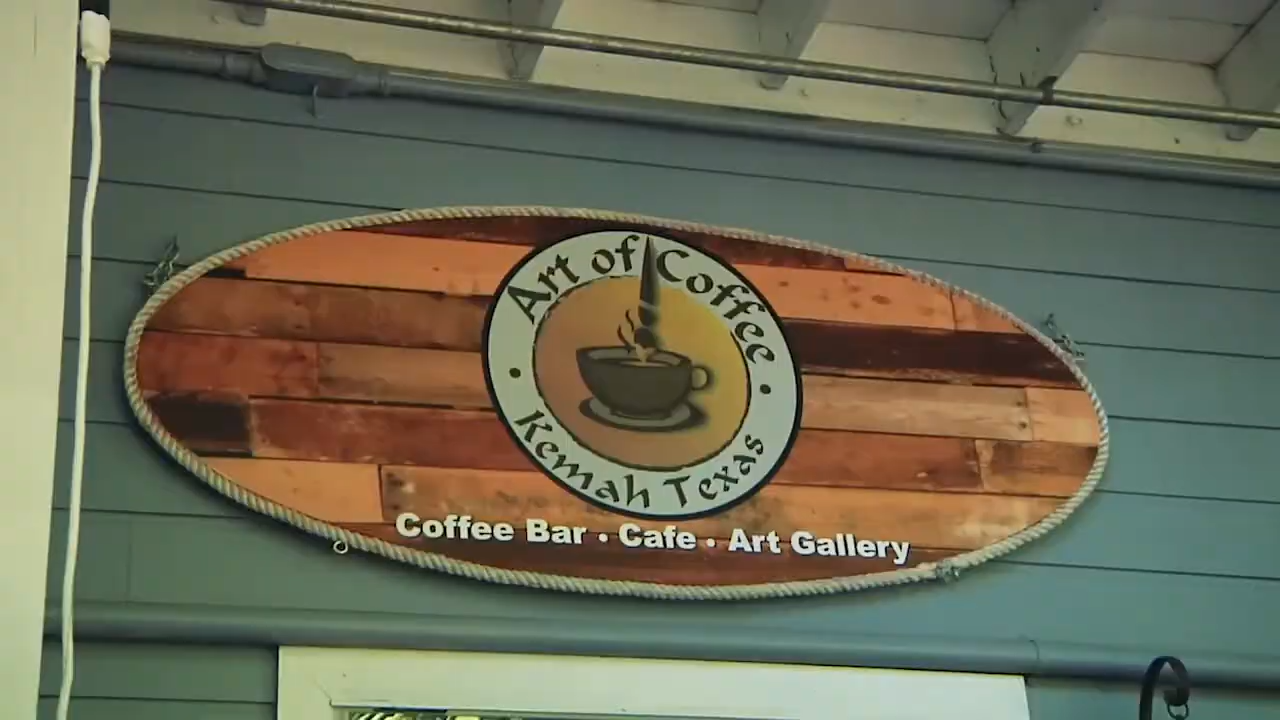 Art of Coffee
• Kemah Texas •
Coffee Bar • Cafe • Art Gallery